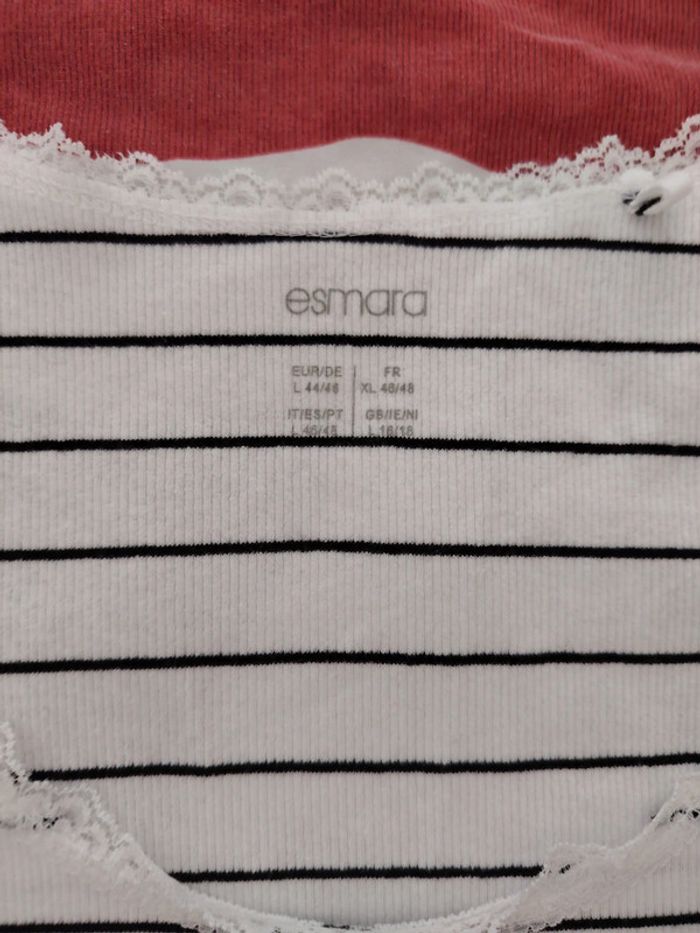 esmara
EUR/DE FR
L 44/46 XL 46/48
IT/ES/PT GB/IE/NI
L 46/48 L 16/18